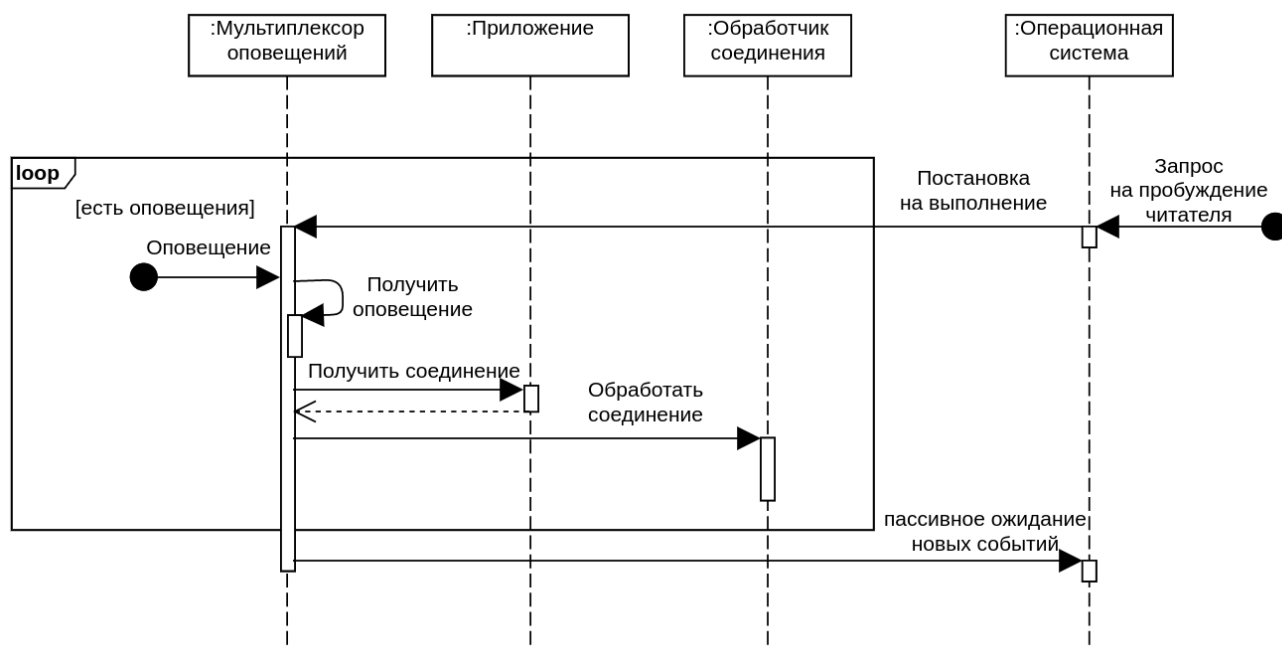 :Мультиплексор
оповещений
:Приложение
:Обработчик
соединения
:Операционная
система
loop
[есть оповещения]
Постановка
на выполнение
Запрос
на пробуждение
читателя
Оповещение
Получить
оповещение
Получить соединение
Обработать
соединение
пассивное ожидание
новых событий